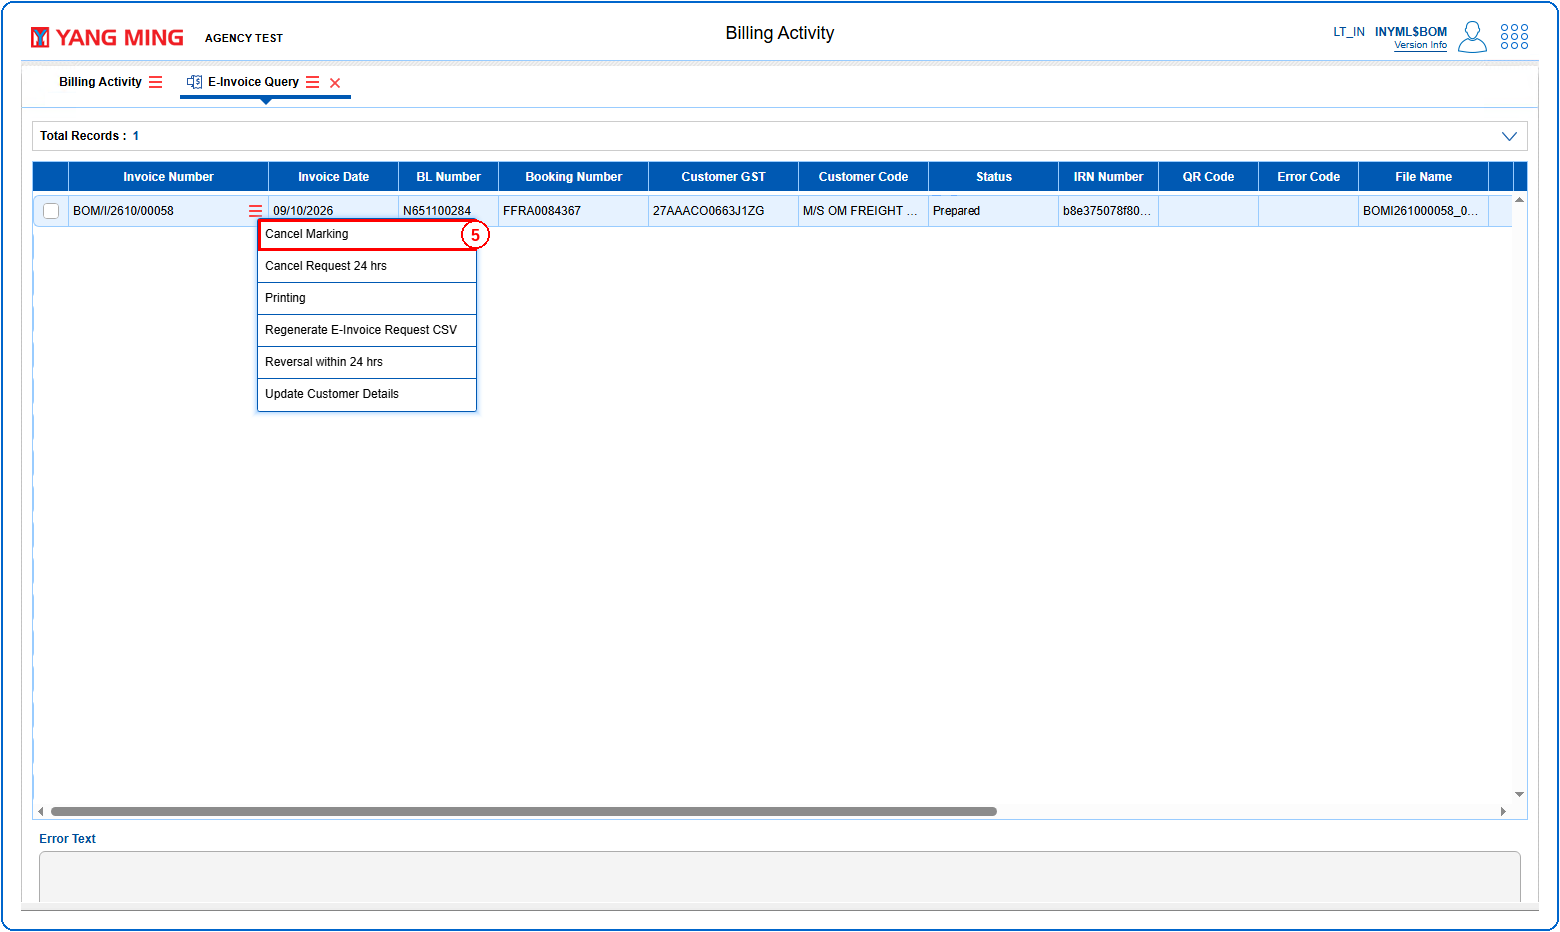 YANG MING AGENCY TEST
Billing Activity
LT_IN INYML$BOM
Version Info
Billing Activity
E-Invoice Query
Total Records : 1
Invoice Number Invoice Date BL Number Booking Number Customer GST Customer Code Status IRN Number QR Code Error Code File Name
BOM/I/2610/00058 09/10/2026 N651100284 FFRA0084367 27AAACO0663J1ZG M/S OM FREIGHT ... Prepared b8e375078f80... BOMI261000058_0...
Cancel Marking 5
Cancel Request 24 hrs
Printing
Regenerate E-Invoice Request CSV
Reversal within 24 hrs
Update Customer Details
Error Text